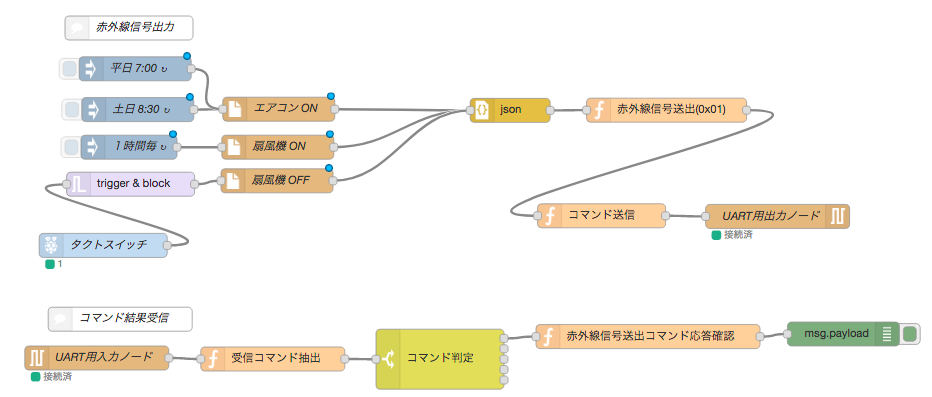 赤外線信号出力
平日 7:00 ↻
土日 8:30 ↻
エアコン ON
json
赤外線信号送出(0x01)
1 時間毎 ↻
扇風機 ON
trigger & block
扇風機 OFF
コマンド送信
UART用出力ノード
接続済
タクトスイッチ
1
コマンド結果受信
UART用入力ノード
接続済
受信コマンド抽出
コマンド判定
赤外線信号送出コマンド応答確認
msg.payload